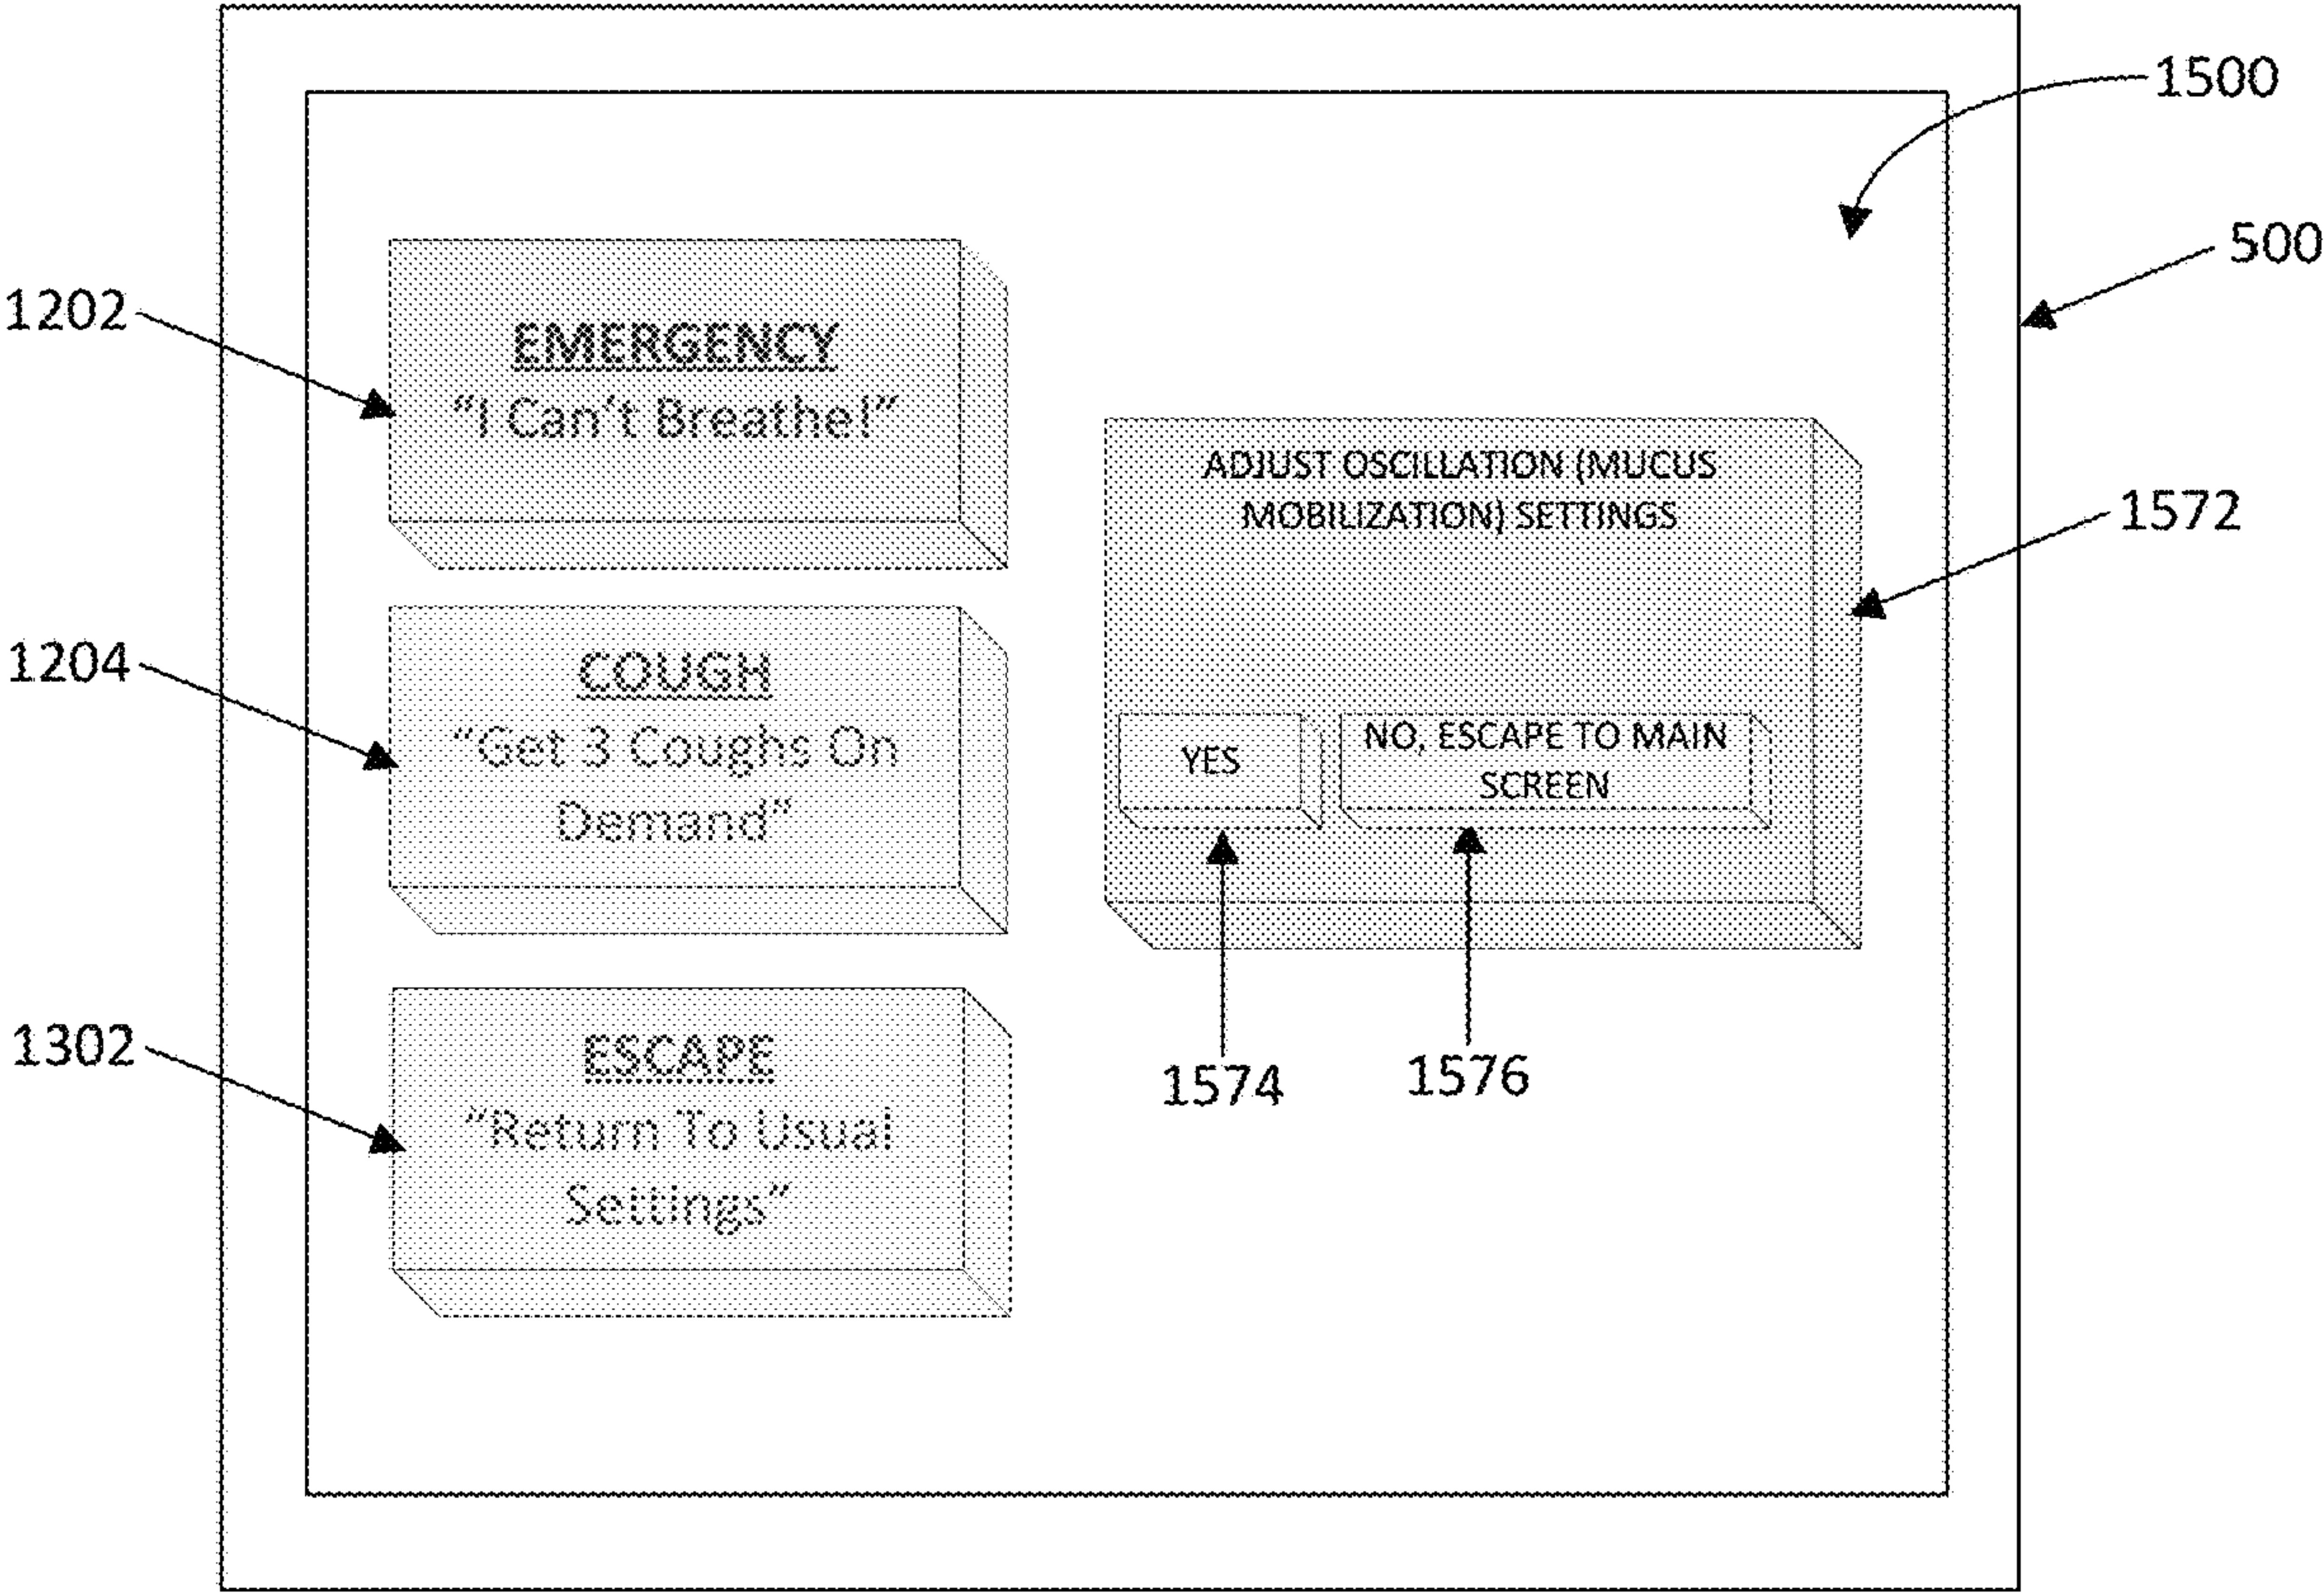 1500
500
1202
EMERGENCY
“I Can’t Breathe!”
ADJUST OSCILLATION (MUCUS
MOBILIZATION) SETTINGS
1572
1204
COUGH
“Get 3 Coughs On
Demand”
YES
NO, ESCAPE TO MAIN
SCREEN
1574
1576
1302
ESCAPE
“Return To Usual
Settings”